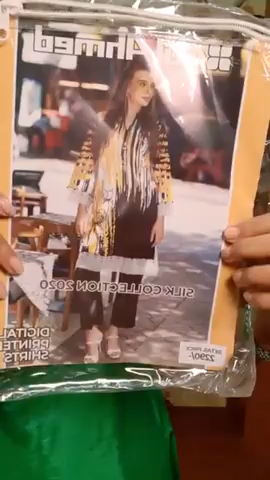 Ahmed
SILK COLLECTION 2020
DIGITAL
PRINTED
SHIRTS
RETAIL PRICE
2290/-